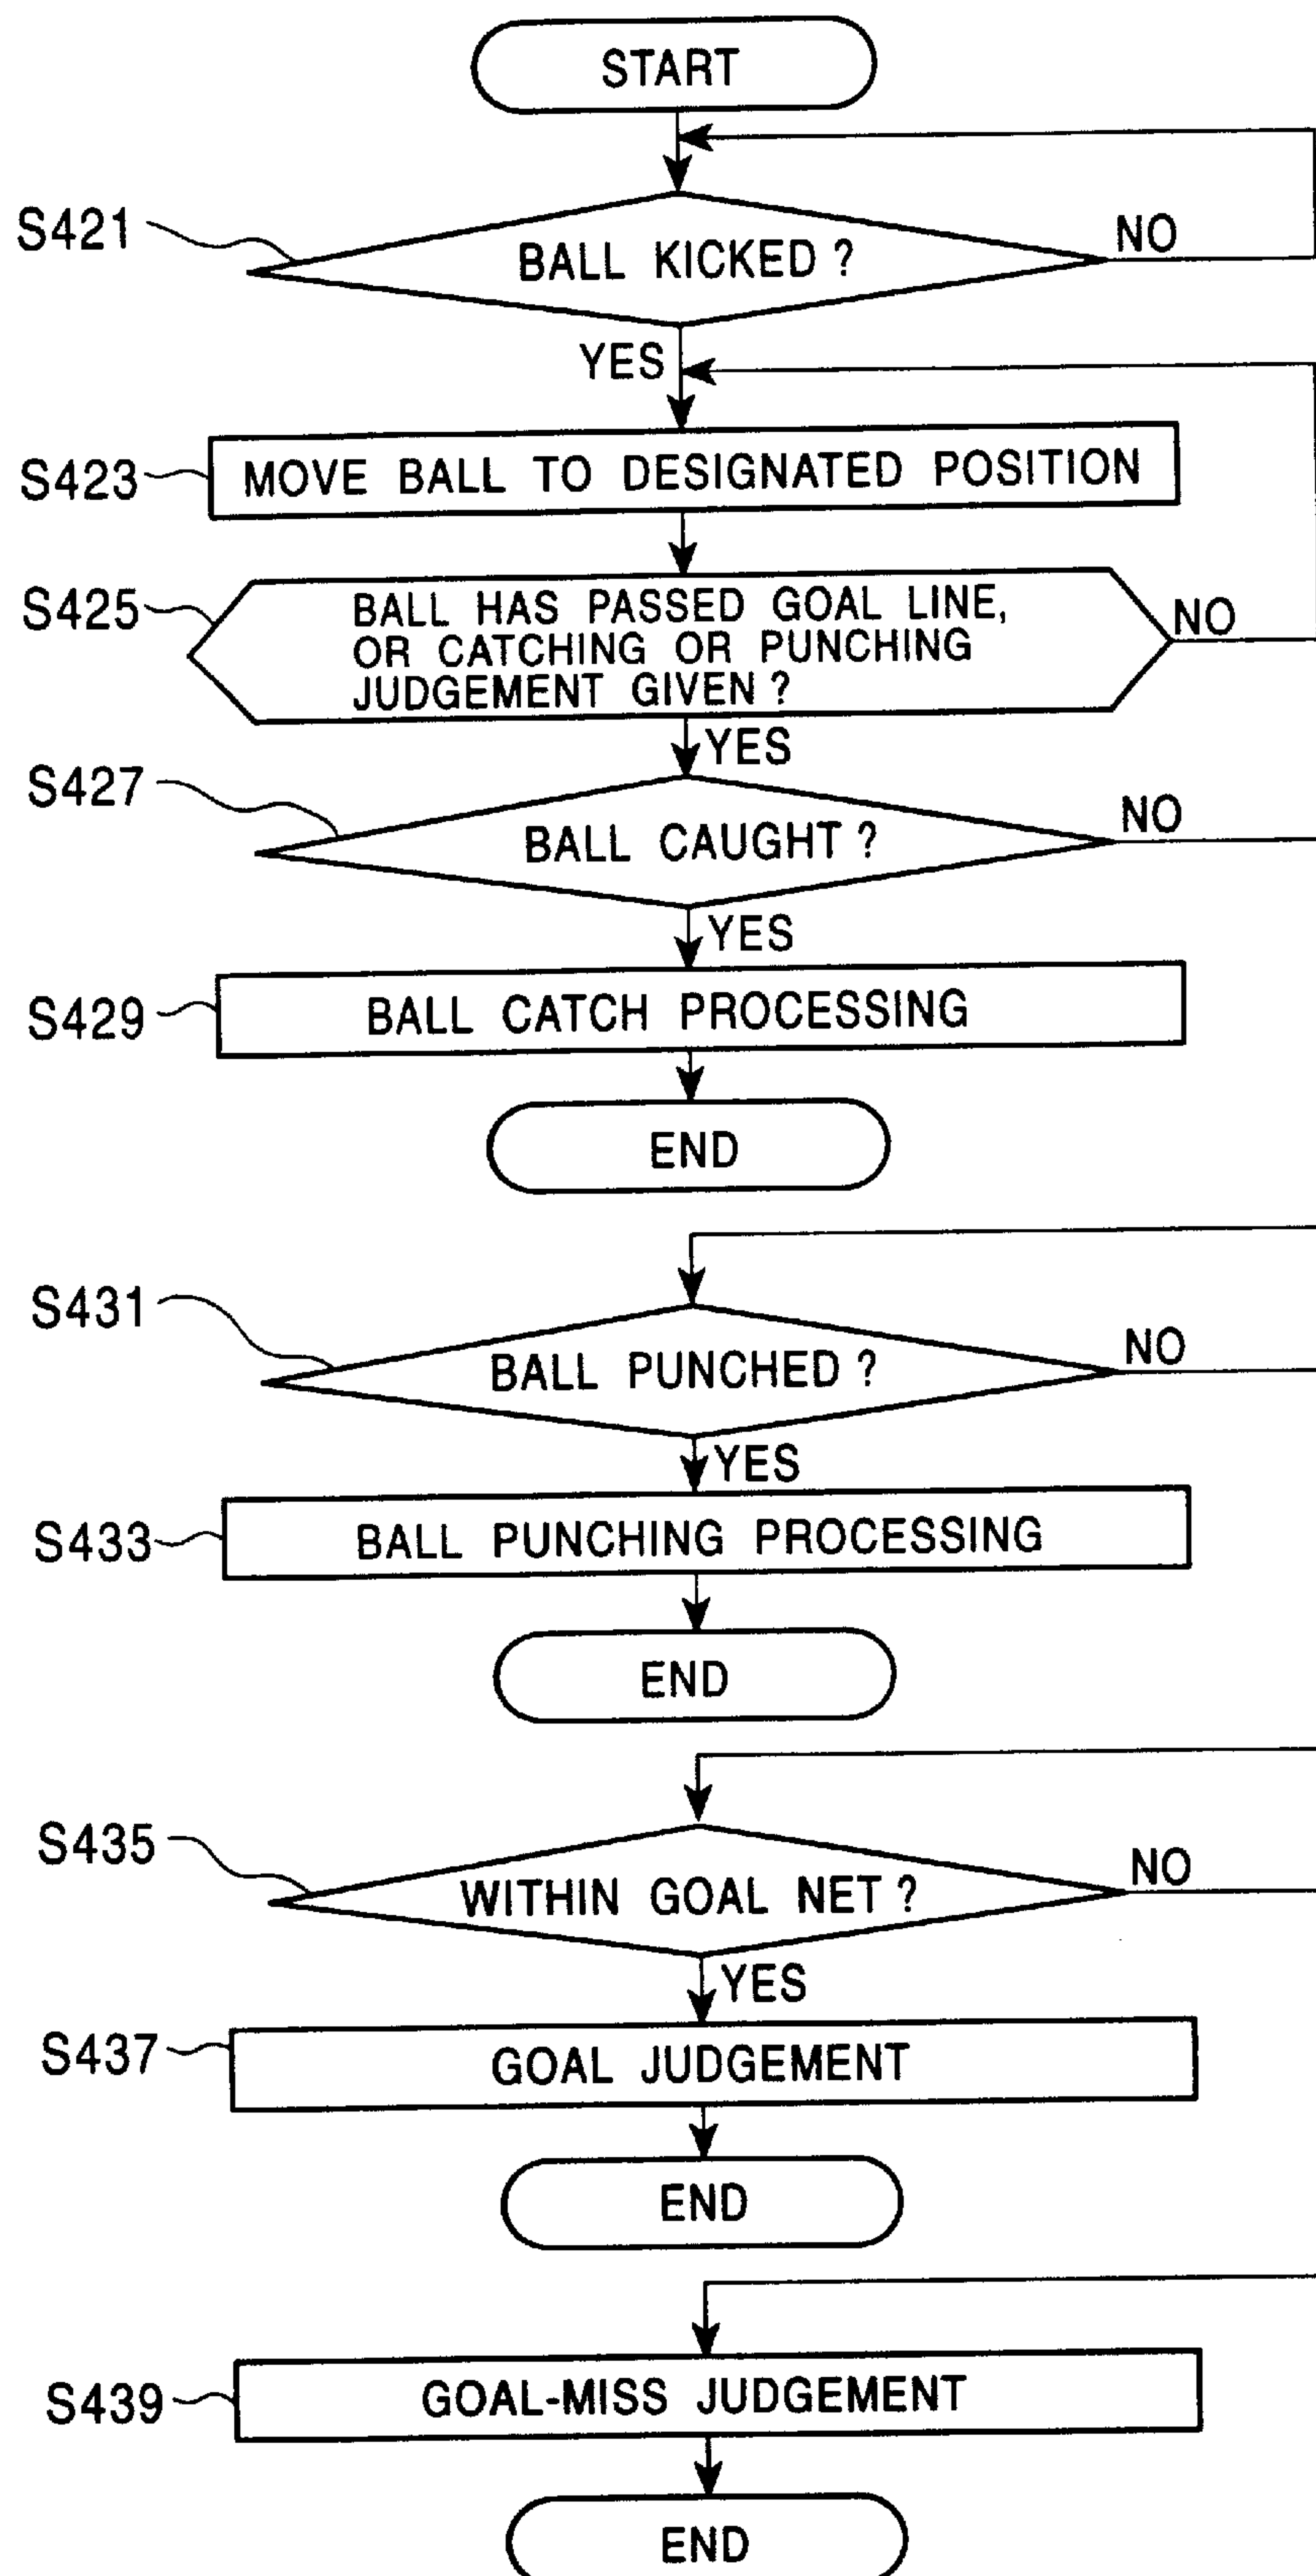 START
S421
BALL KICKED ?
NO
YES
S423
MOVE BALL TO DESIGNATED POSITION
S425
BALL HAS PASSED GOAL LINE,
OR CATCHING OR PUNCHING
JUDGEMENT GIVEN ?
NO
YES
S427
BALL CAUGHT ?
NO
YES
S429
BALL CATCH PROCESSING
END
S431
BALL PUNCHED ?
NO
YES
S433
BALL PUNCHING PROCESSING
END
S435
WITHIN GOAL NET ?
NO
YES
S437
GOAL JUDGEMENT
END
S439
GOAL-MISS JUDGEMENT
END